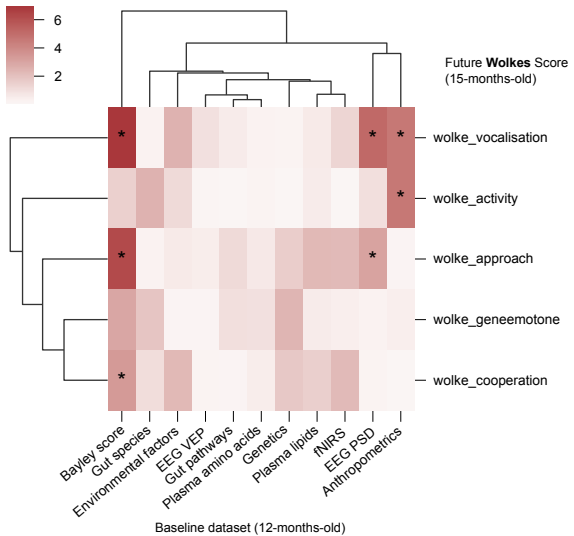 6
4
2
Future Wolkes Score
(15-months-old)
* * * wolke_vocalisation
* wolke_activity
* * wolke_approach
wolke_geneemotone
* wolke_cooperation
Bayley score
Gut species
Environmental factors
EEG VEP
Gut pathways
Plasma amino acids
Genetics
Plasma lipids
fNIRS
EEG PSD
Anthropometrics
Baseline dataset (12-months-old)